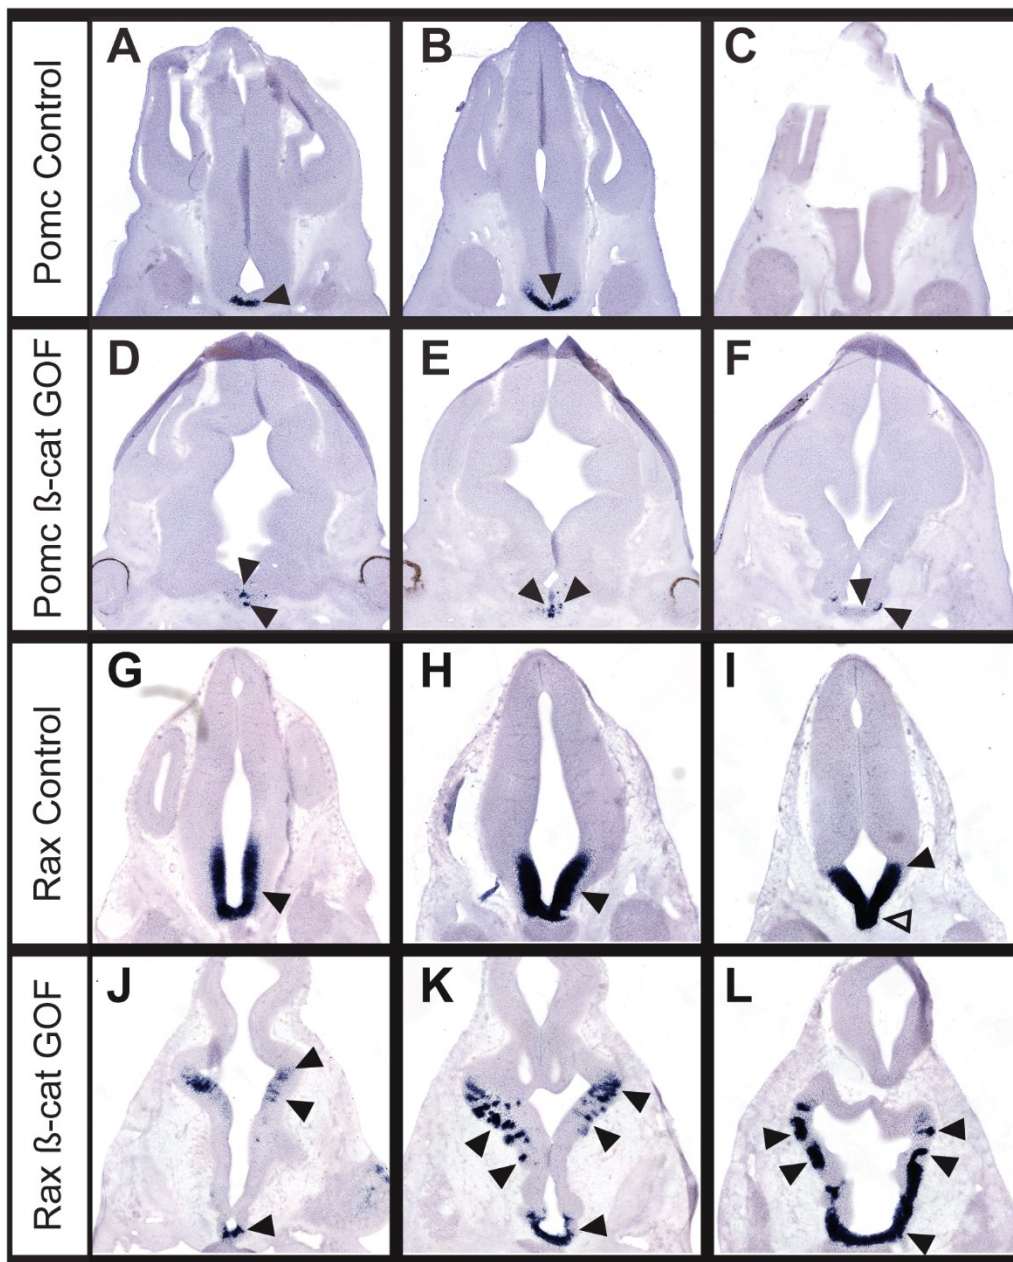 Pomc Control
A
B
C
Pomc ß-cat GOF
D
E
F
Rax Control
G
H
I
Rax ß-cat GOF
J
K
L